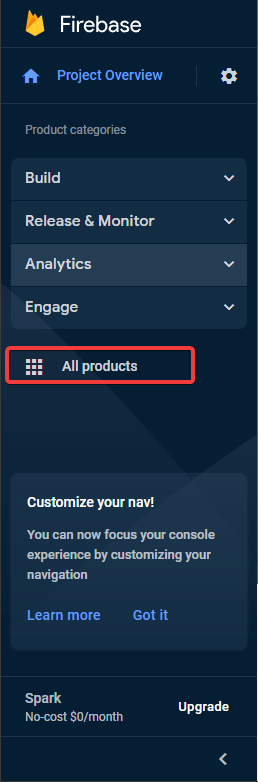 Firebase
Project Overview
Product categories
Build
Release & Monitor
Analytics
Engage
All products
Customize your nav!
You can now focus your console
experience by customizing your
navigation
Learn more Got it
Spark
No-cost $0/month
Upgrade